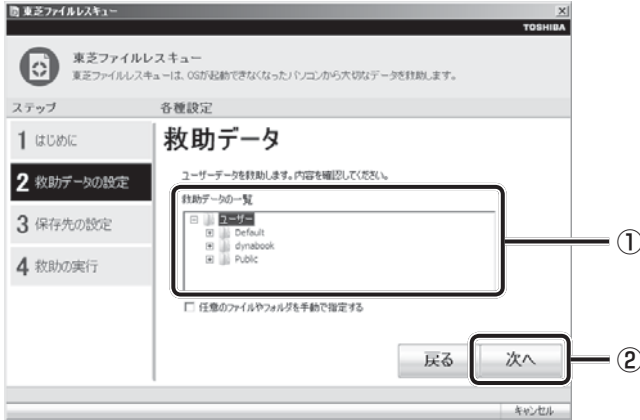 東芝ファイルレスキュー
TOSHIBA
東芝ファイルレスキュー
東芝ファイルレスキューは、OSが起動できなくなったパソコンから大切なデータを救助します。
ステップ
各種設定
1 はじめに
2 救助データの設定
3 保存先の設定
4 救助の実行
救助データ
ユーザーデータを救助します。内容を確認してください。
救助データの一覧
ユーザー
Default
dynabook
Public
①
任意のファイルやフォルダを手動で指定する
戻る
次へ
②
キャンセル